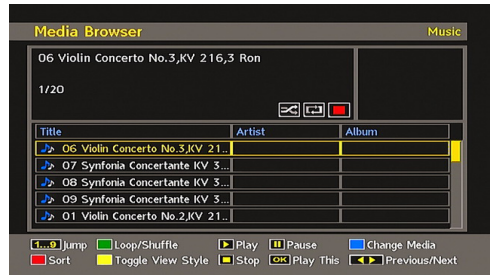 Media Browser Music
06 Violin Concerto No.3,KV 216,3 Ron
1/20
Title Artist Album
06 Violin Concerto No.3,KV 21..
07 Synfonia Concertante KV 3...
08 Synfonia Concertante KV 3...
09 Synfonia Concertante KV 3...
01 Violin Concerto No.2,KV 21...
1...9 Jump Loop/Shuffle Play Pause Change Media
Sort Toggle View Style Stop OK Play This Previous/Next